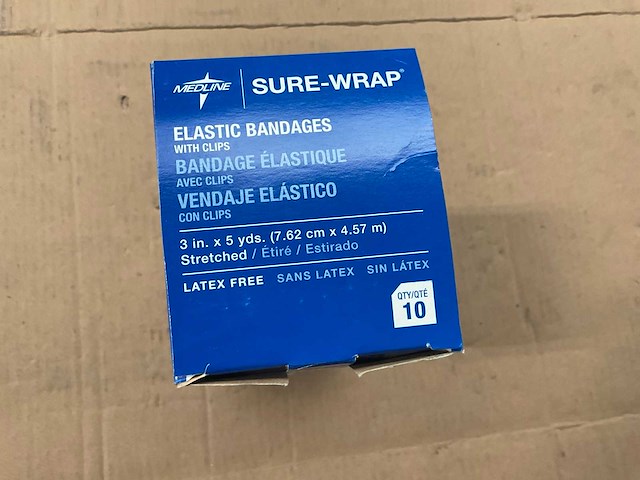 MEDLINE
SURE-WRAP®
ELASTIC BANDAGES
WITH CLIPS
BANDAGE ÉLASTIQUE
AVEC CLIPS
VENDAJE ELÁSTICO
CON CLIPS
3 in. x 5 yds. (7.62 cm x 4.57 m)
Stretched / Étiré / Estirado
LATEX FREE SANS LATEX SIN LÁTEX
QTY/QTÉ
10